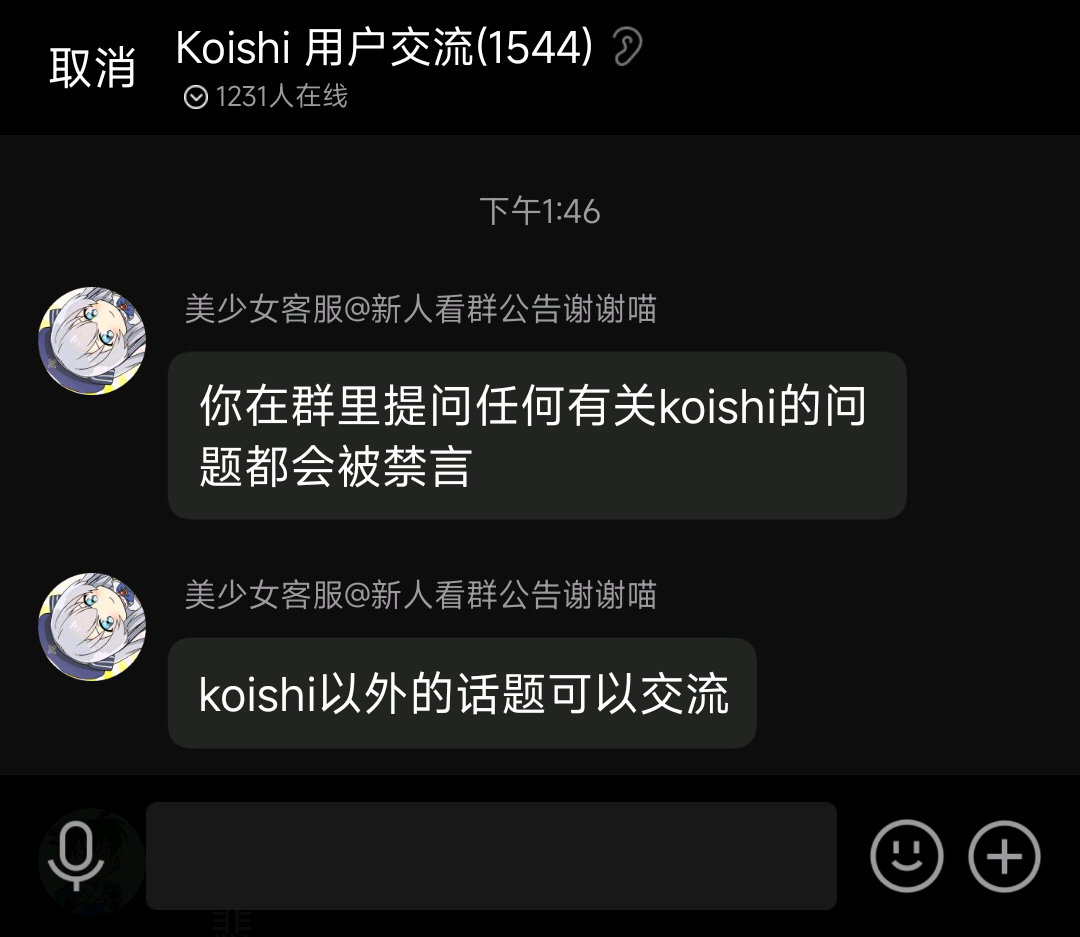 取消
Koishi 用户交流(1544)
1231人在线
下午1:46
美少女客服@新人看群公告谢谢喵
你在群里提问任何有关koishi的问
题都会被禁言
美少女客服@新人看群公告谢谢喵
koishi以外的话题可以交流